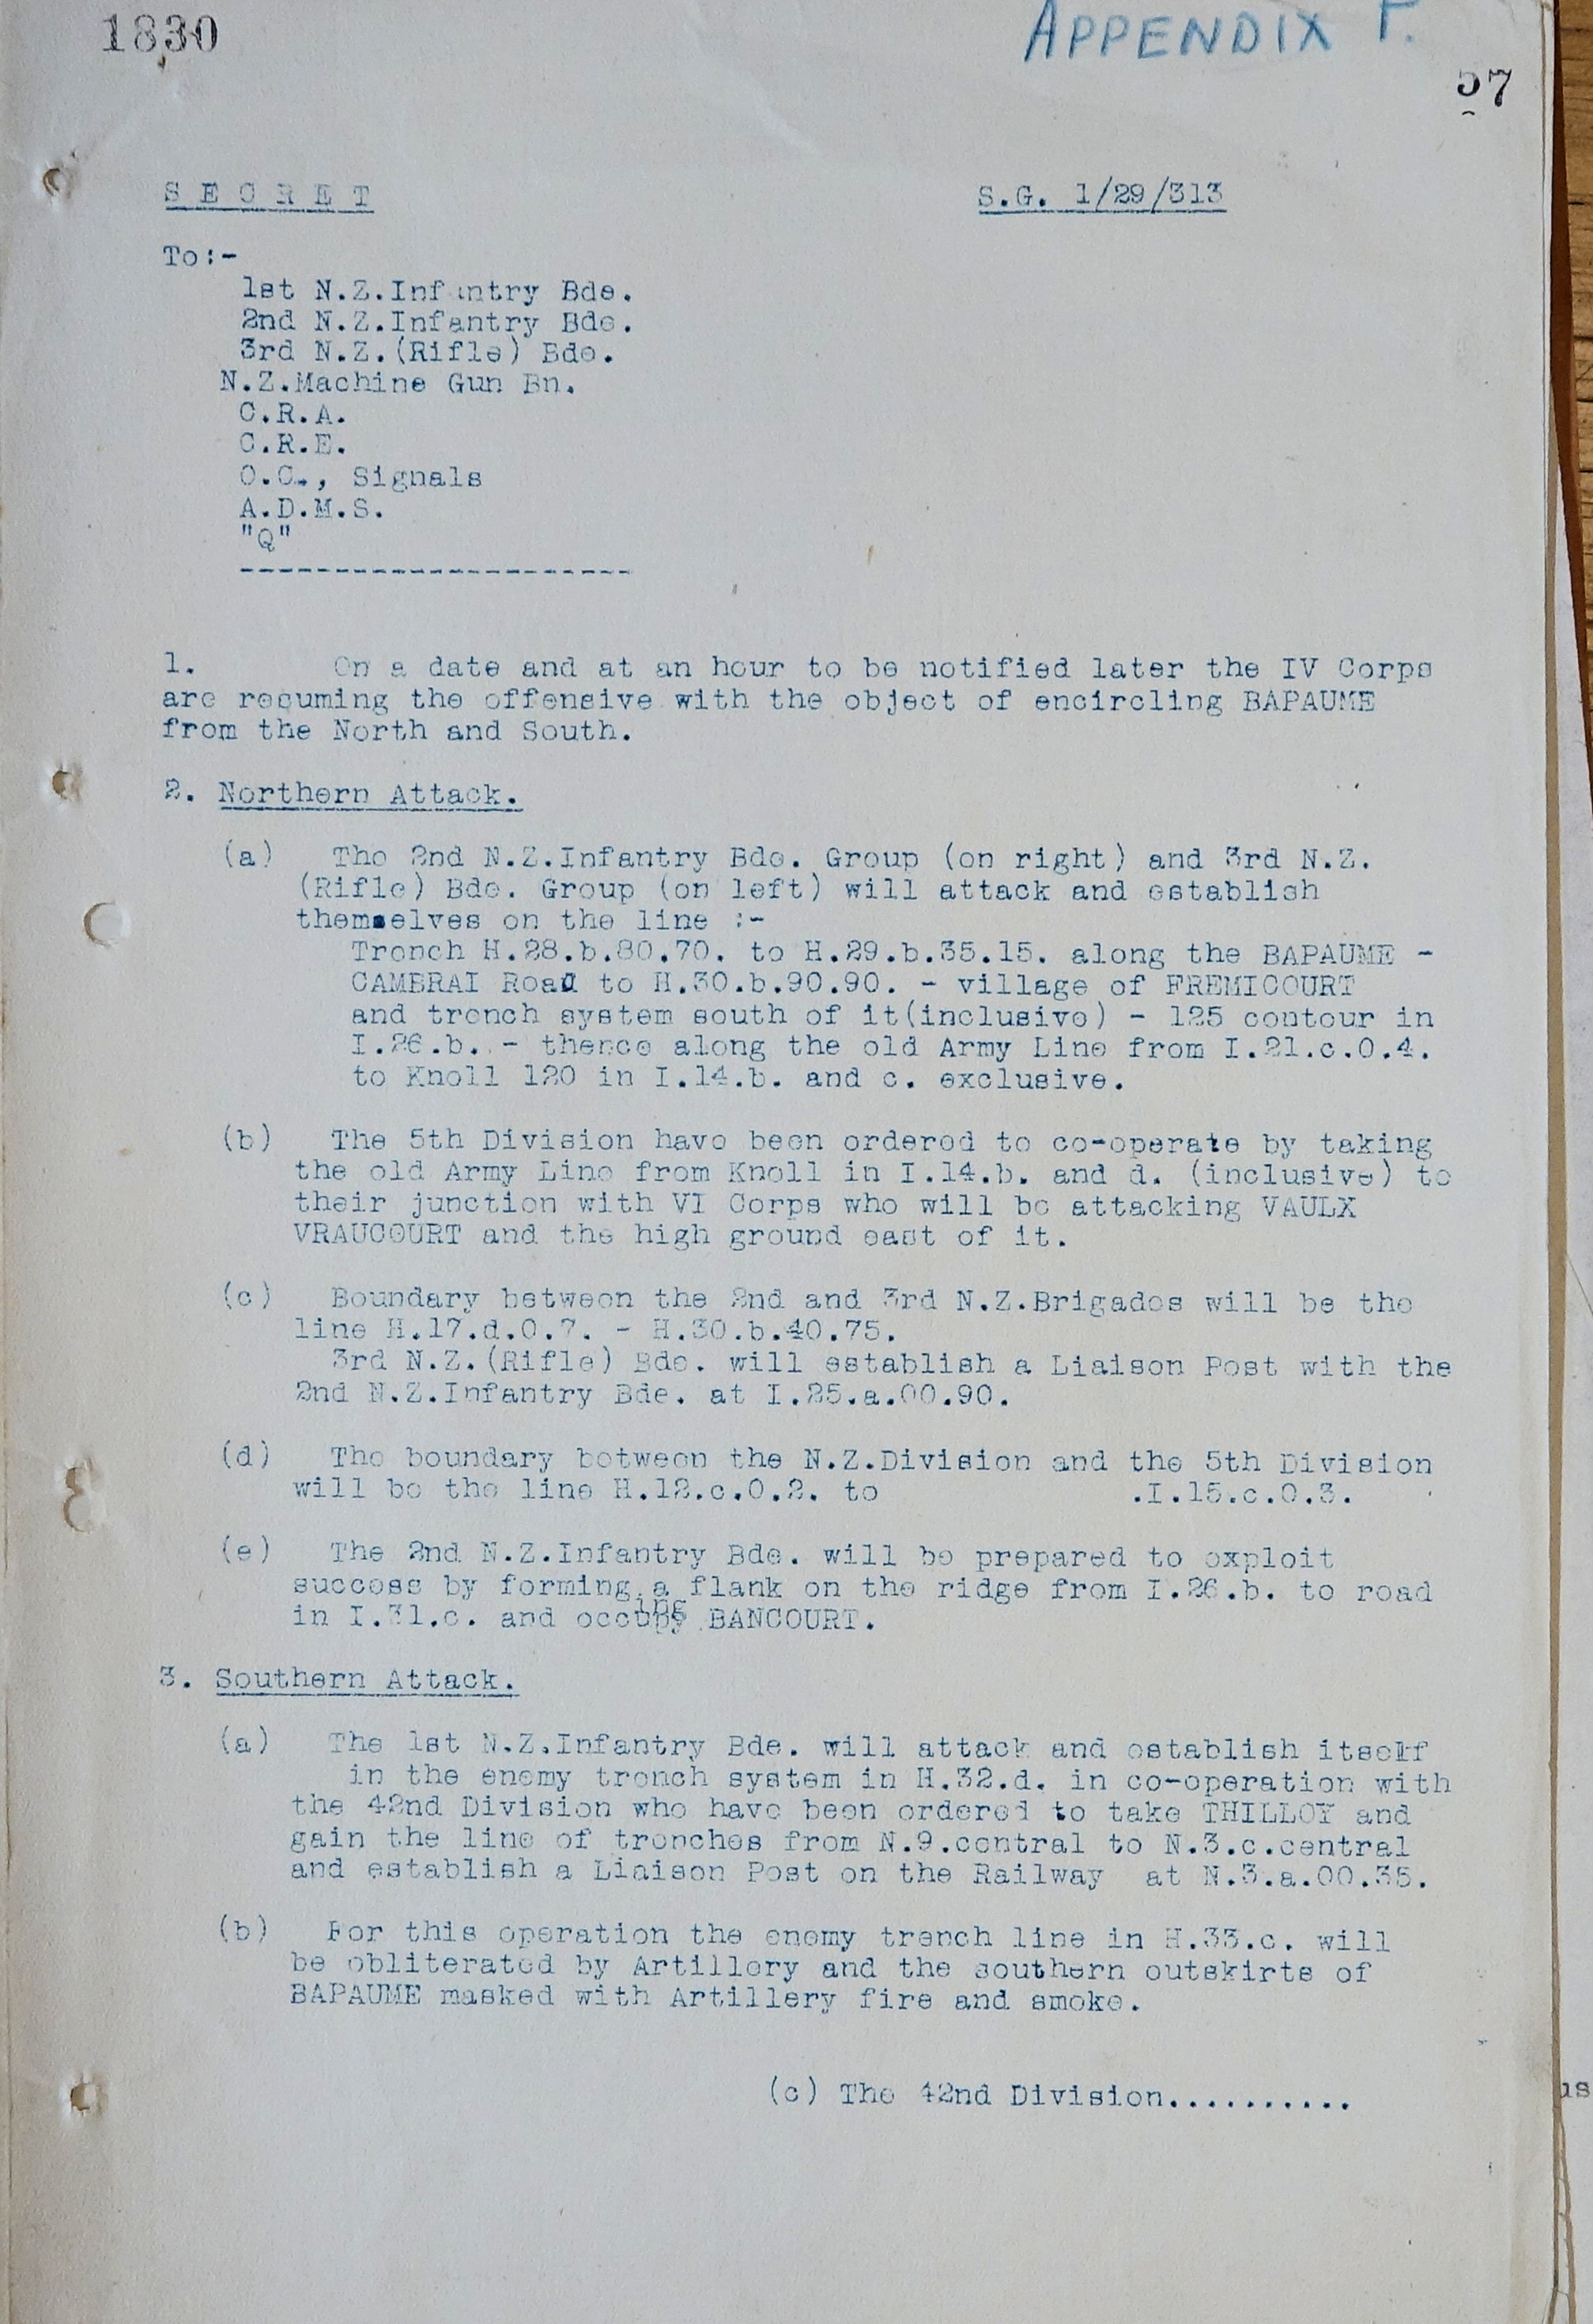 1830
APPENDIX F.
57
SECRET
S.G. 1/29/313
To:-
1st N.Z.Infantry Bde.
2nd N.Z.Infantry Bde.
3rd N.Z.(Rifle) Bde.
N.Z.Machine Gun Bn.
C.R.A.
C.R.E.
O.C., Signals
A.D.M.S.
"Q"
---------------------
1. On a date and at an hour to be notified later the IV Corps
are resuming the offensive with the object of encircling BAPAUME
from the North and South.
2. Northern Attack.
(a) The 2nd N.Z.Infantry Bde. Group (on right) and 3rd N.Z.
(Rifle) Bde. Group (on left) will attack and establish
themselves on the line :-
Trench H.28.b.80.70. to H.29.b.35.15. along the BAPAUME -
CAMBRAI Road to H.30.b.90.90. - village of FREMICOURT
and trench system south of it(inclusive) - 125 contour in
I.26.b. - thence along the old Army Line from I.21.c.0.4.
to Knoll 120 in I.14.b. and c. exclusive.
(b) The 5th Division have been ordered to co-operate by taking
the old Army Line from Knoll in I.14.b. and d. (inclusive) to
their junction with VI Corps who will be attacking VAULX
VRAUCOURT and the high ground east of it.
(c) Boundary between the 2nd and 3rd N.Z.Brigades will be the
line H.17.d.0.7. - H.30.b.40.75.
3rd N.Z.(Rifle) Bde. will establish a Liaison Post with the
2nd N.Z.Infantry Bde. at I.25.a.00.90.
(d) The boundary between the N.Z.Division and the 5th Division
will be the line H.12.c.0.2. to .I.15.c.0.3.
(e) The 2nd N.Z.Infantry Bde. will be prepared to exploit
success by forming a flank on the ridge from I.26.b. to road
in I.31.c. and occupying BANCOURT.
3. Southern Attack.
(a) The 1st N.Z.Infantry Bde. will attack and establish itself
in the enemy trench system in H.32.d. in co-operation with
the 42nd Division who have been ordered to take THILLOY and
gain the line of trenches from N.9.central to N.3.c.central
and establish a Liaison Post on the Railway at N.3.a.00.35.
(b) For this operation the enemy trench line in H.33.c. will
be obliterated by Artillery and the southern outskirts of
BAPAUME masked with Artillery fire and smoke.
(c) The 42nd Division..........